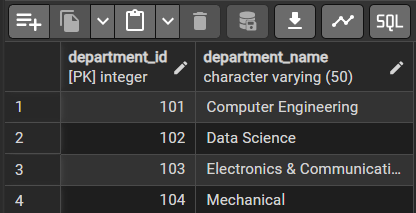 SQL
department_id department_name
[PK] integer character varying (50)
1 101 Computer Engineering
2 102 Data Science
3 103 Electronics & Communicati...
4 104 Mechanical